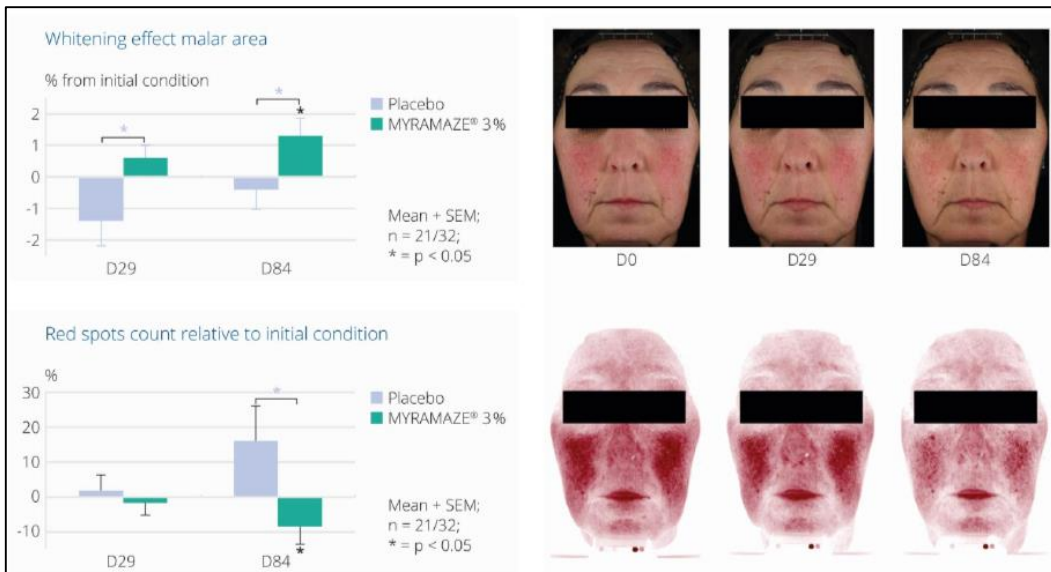 Whitening effect malar area
% from initial condition
Placebo
MYRAMAZE® 3%
2
1
0
-1
-2
*
*
*
Mean + SEM;
n = 21/32;
* = p < 0.05
D29
D84
D0
D29
D84
Red spots count relative to initial condition
%
Placebo
MYRAMAZE® 3%
30
20
10
0
-10
*
*
Mean + SEM;
n = 21/32;
* = p < 0.05
D29
D84